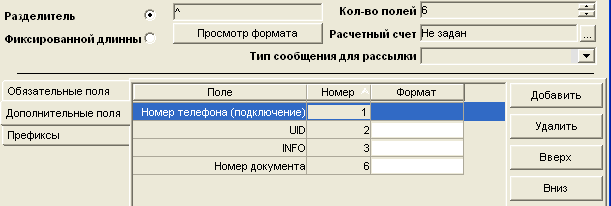 Разделитель ^ Кол-во полей 6
Фиксированной длинны Просмотр формата Расчетный счет Не задан ...
Тип сообщения для рассылки
Обязательные поля
Дополнительные поля
Префиксы
Поле Номер Формат
Номер телефона (подключение) 1
UID 2
INFO 3
Номер документа 6
Добавить
Удалить
Вверх
Вниз